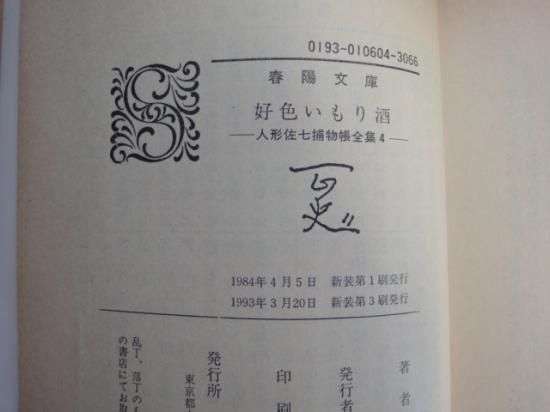 0193-010604-3066
S
春陽文庫
好色いもり酒
──人形佐七捕物帳全集4──
1984年4月5日 新装第1刷発行
1993年3月20日 新装第3刷発行
著者
発行者
印刷
発行所
東京都
乱丁、落丁のも
の書店にてお取